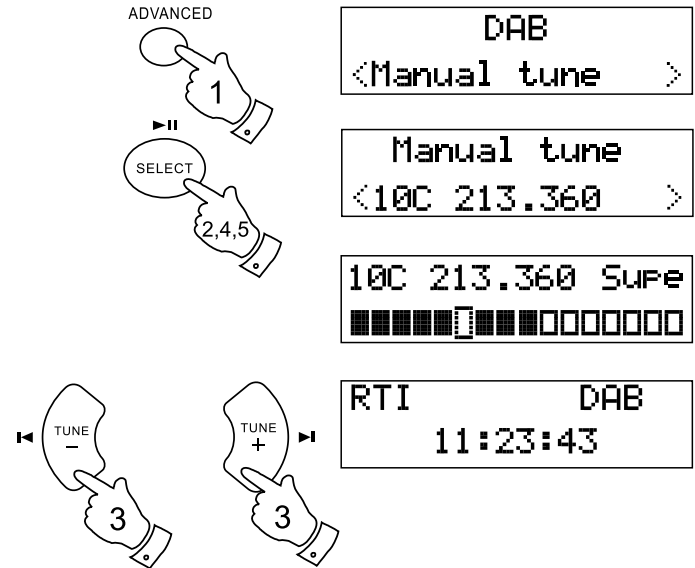 ADVANCED
1
SELECT
2,4,5
TUNE
−
3
TUNE
+
3
DAB
<Manual tune >
Manual tune
<10C 213.360 >
10C 213.360 Supe
RTI DAB
11:23:43